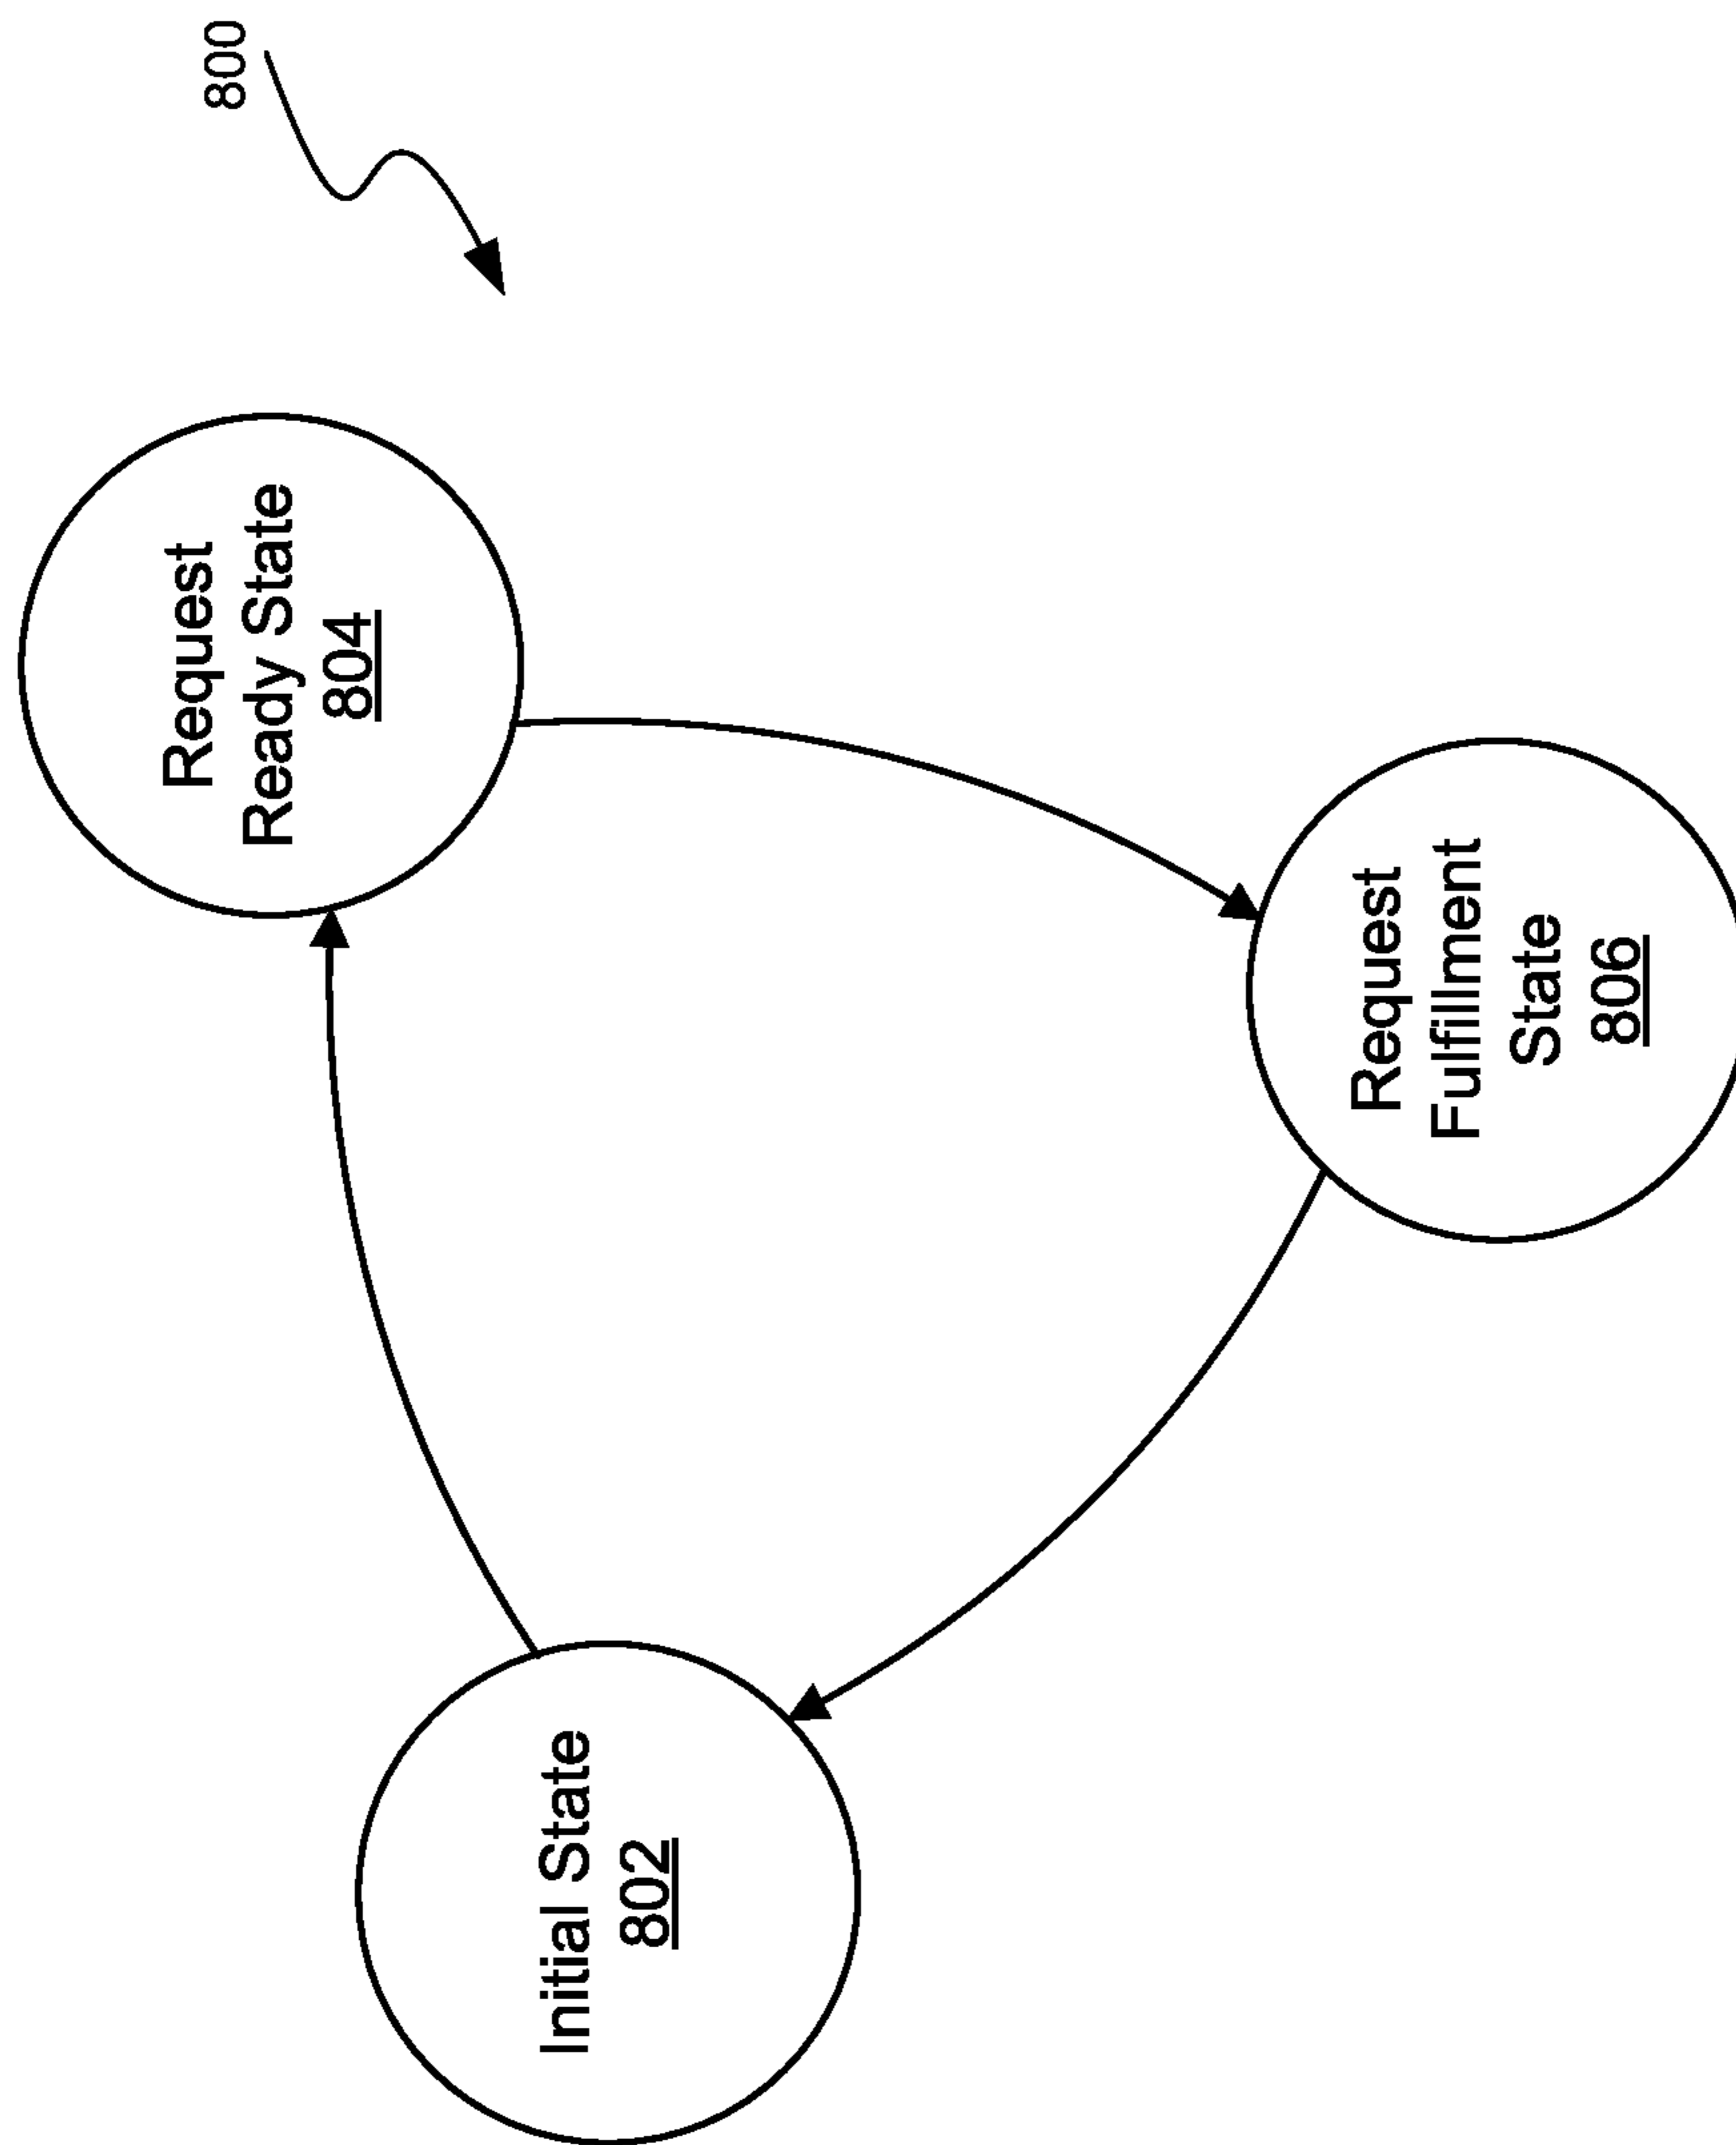 800
Request
Ready State
804
Initial State
802
Request
Fulfillment
State
806